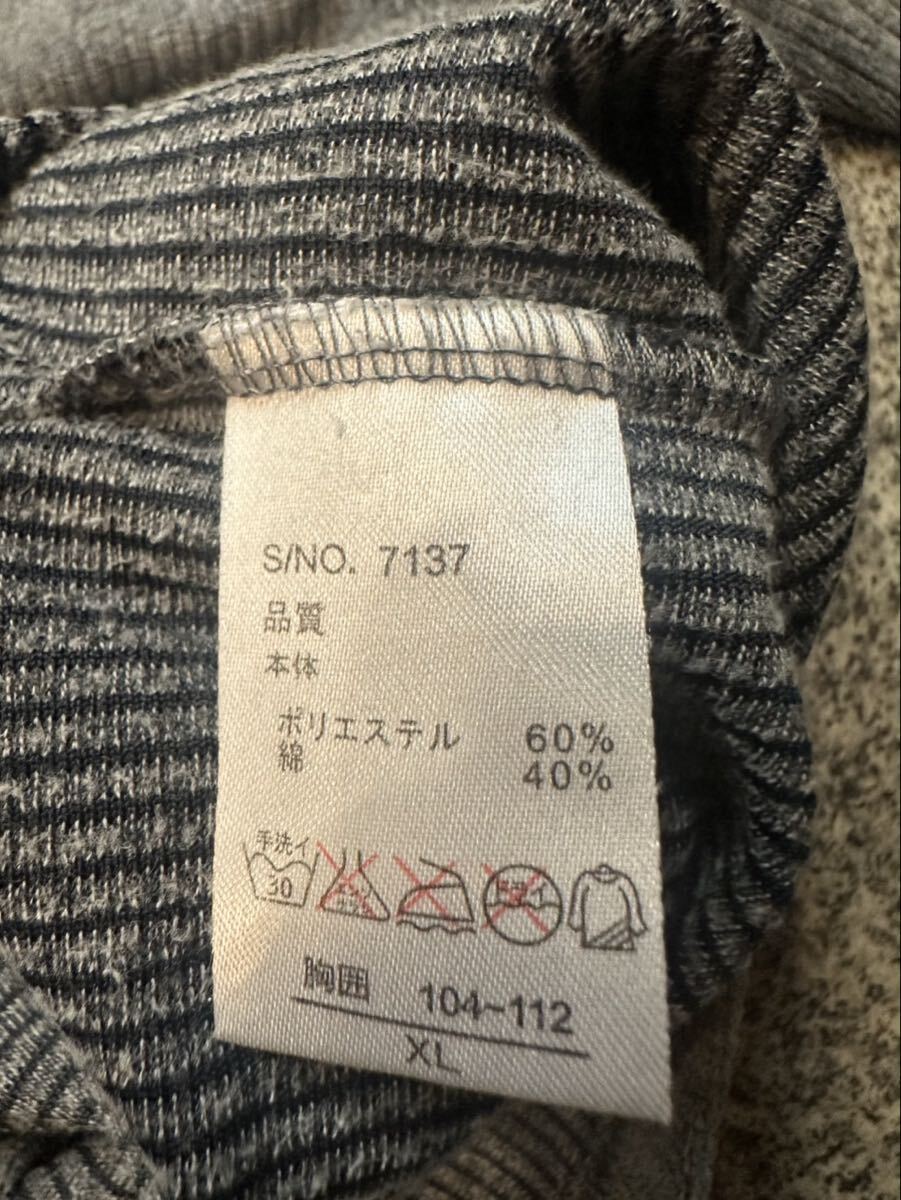 S/NO. 7137
品質
本体
ポリエステル 60%
綿 40%
手洗イ
30
胸囲 104-112
XL